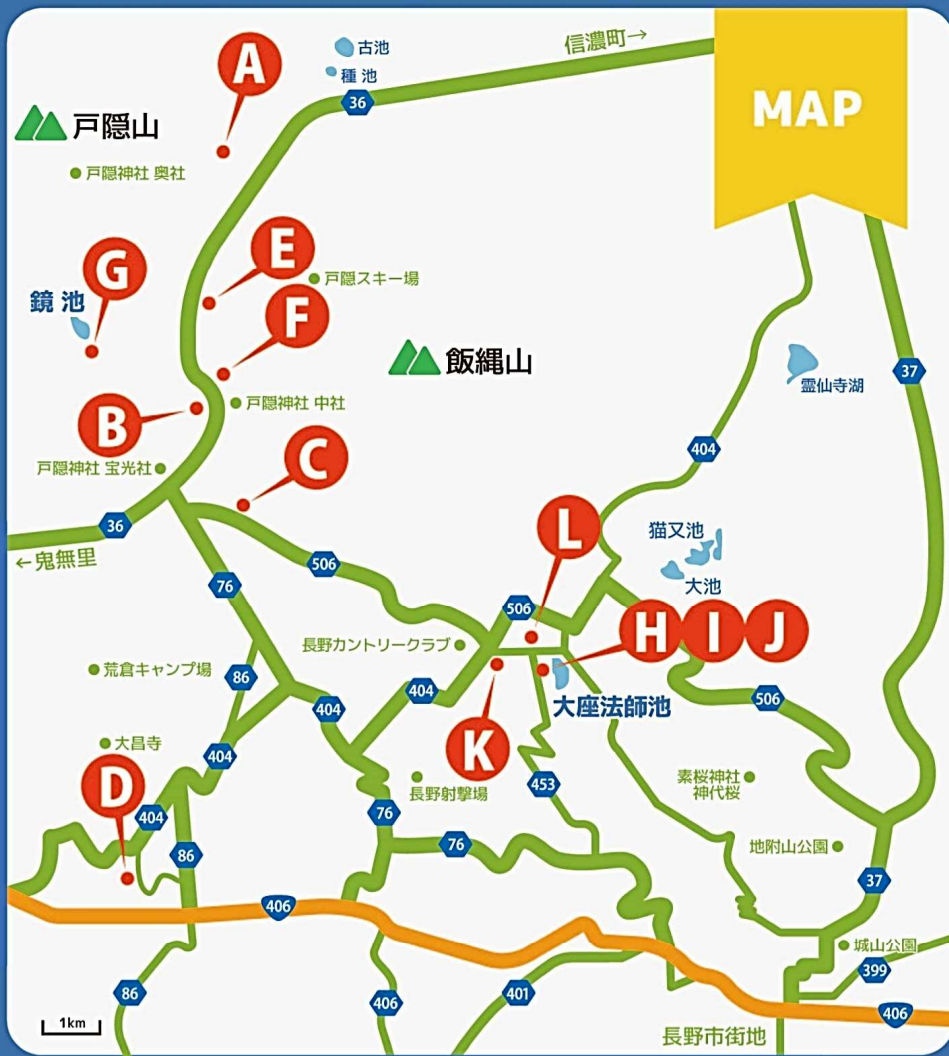 MAP
信濃町→
古池
種池
36
A
戸隠山
戸隠神社 奥社
G
E
戸隠スキー場
鏡池
F
飯縄山
霊仙寺湖
37
B
戸隠神社 中社
404
戸隠神社 宝光社
C
36
←鬼無里
L
猫又池
大池
506
76
506
H I J
長野カントリークラブ
荒倉キャンプ場
86
404
404
大座法師池
506
K
大昌寺
404
D
長野射撃場
453
素桜神社
神代桜
404
76
86
76
地附山公園
37
406
城山公園
399
86
406
401
406
1km
長野市街地